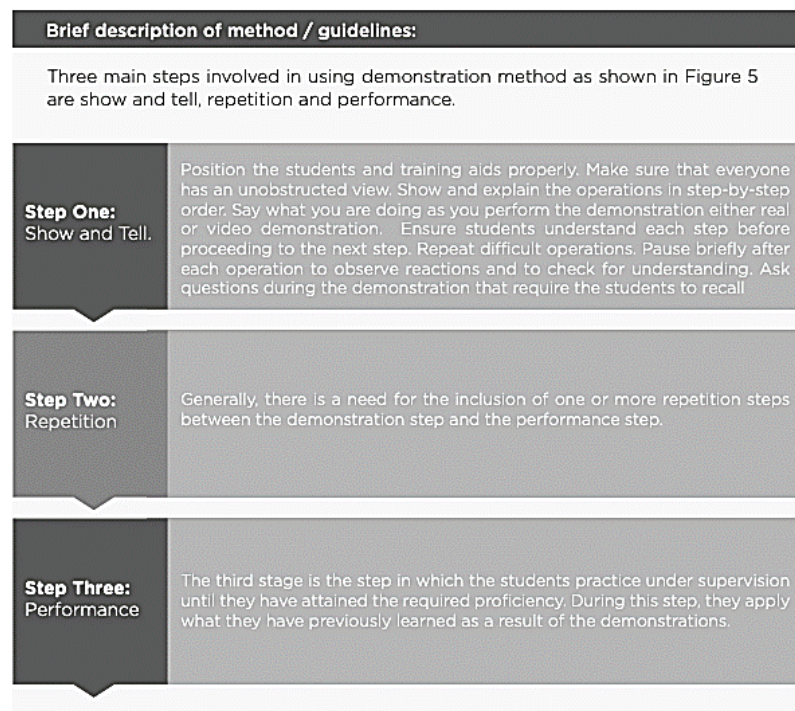 Brief description of method / guidelines:
Three main steps involved in using demonstration method as shown in Figure 5
are show and tell, repetition and performance.
Step One:
Show and Tell.
Position the students and training aids properly. Make sure that everyone
has an unobstructed view. Show and explain the operations in step-by-step
order. Say what you are doing as you perform the demonstration either real
or video demonstration. Ensure students understand each step before
proceeding to the next step. Repeat difficult operations. Pause briefly after
each operation to observe reactions and to check for understanding. Ask
questions during the demonstration that require the students to recall
Step Two:
Repetition
Generally, there is a need for the inclusion of one or more repetition steps
between the demonstration step and the performance step.
Step Three:
Performance
The third stage is the step in which the students practice under supervision
until they have attained the required proficiency. During this step, they apply
what they have previously learned as a result of the demonstrations.